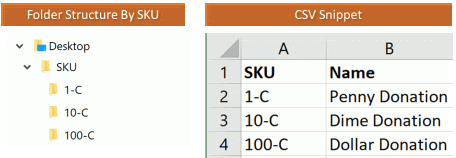 Folder Structure By SKU
Desktop
SKU
1-C
10-C
100-C
CSV Snippet
A B
1 SKU Name
2 1-C Penny Donation
3 10-C Dime Donation
4 100-C Dollar Donation